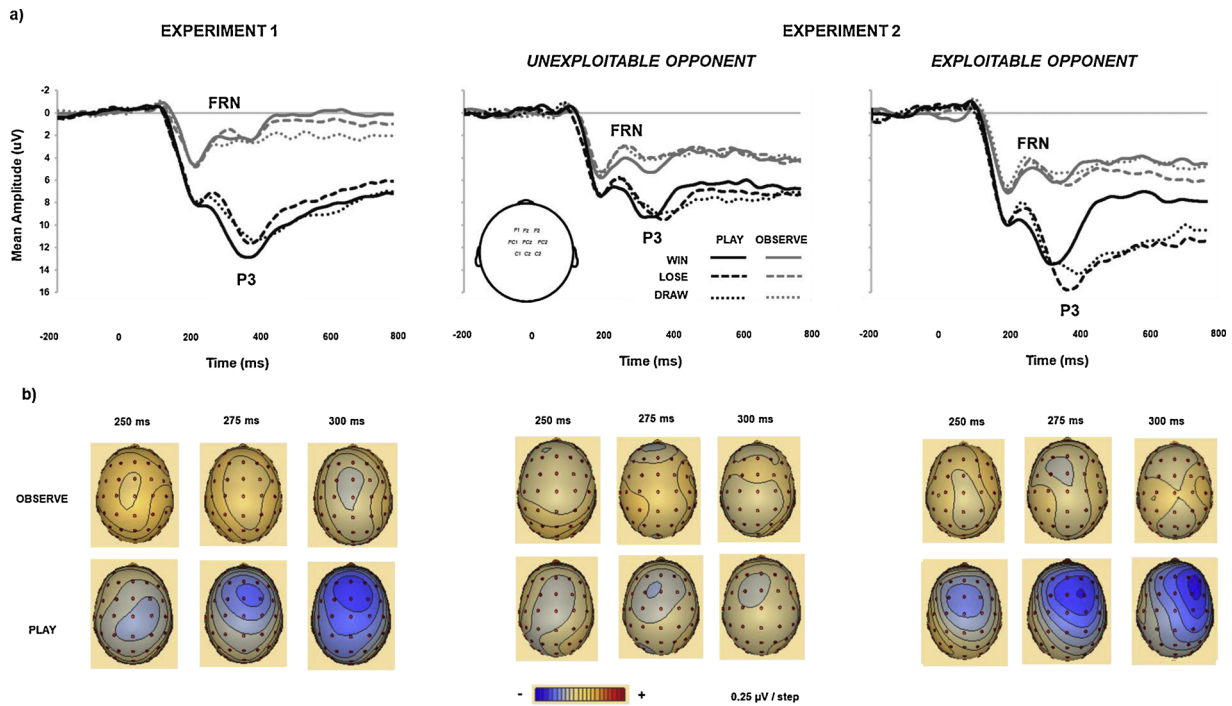 a)
EXPERIMENT 1
EXPERIMENT 2
UNEXPLOITABLE OPPONENT
EXPLOITABLE OPPONENT
Mean Amplitude (uV)
-2
0
2
4
6
8
10
12
14
16
FRN
P3
-200 0 200 400 600 800
Time (ms)
FRN
P3
F1 Fz F2
FC1 FCz FC2
C1 Cz C2
PLAY OBSERVE
WIN
LOSE
DRAW
-200 0 200 400 600 800
Time (ms)
FRN
P3
-200 0 200 400 600 800
Time (ms)
b)
250 ms 275 ms 300 ms
250 ms 275 ms 300 ms
250 ms 275 ms 300 ms
OBSERVE
PLAY
- +
0.25 µV / step